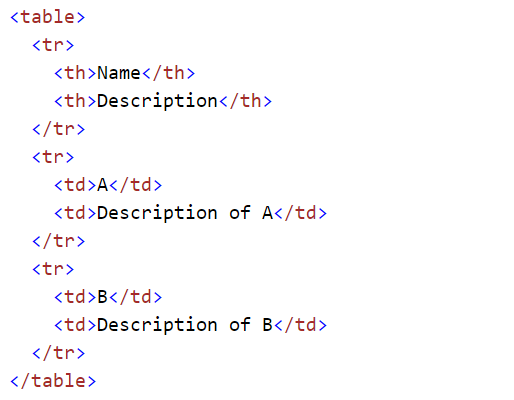 <table>
  <tr>
    <th>Name</th>
    <th>Description</th>
  </tr>
  <tr>
    <td>A</td>
    <td>Description of A</td>
  </tr>
  <tr>
    <td>B</td>
    <td>Description of B</td>
  </tr>
</table>